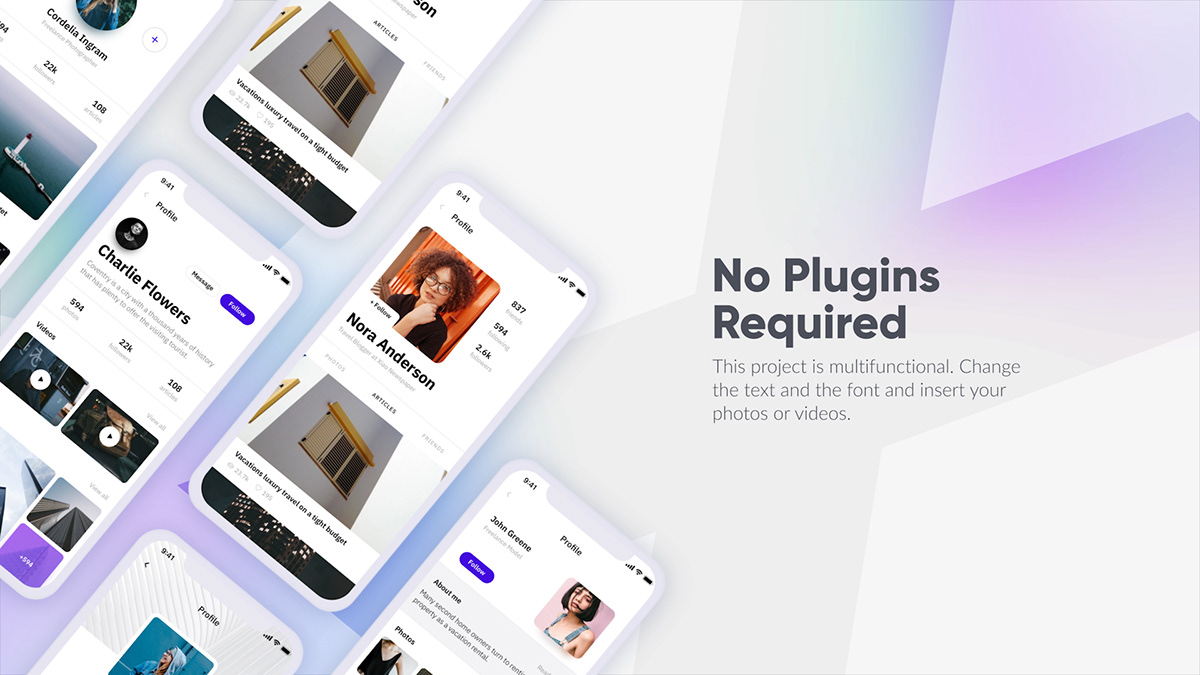 Cordelia Ingram
Freelance Photographer
22k
followers
108
articles
ARTICLES
FRIENDS
Vacations luxury travel on a tight budget
23.7k
195
9:41
Profile
Charlie Flowers
Message
Follow
Coventry is a city with a thousand years of history
that has plenty to offer the visiting tourist.
594
photos
22k
followers
108
articles
Videos
View all
View all
+594
9:41
Profile
837
friends
594
following
2.6k
followers
+ Follow
Nora Anderson
Travel Blogger at Xiau Newspaper
PHOTOS
ARTICLES
FRIENDS
Vacations luxury travel on a tight budget
23.7k
195
9:41
Profile
9:41
Profile
John Greene
Freelance Model
Follow
About me
Many second home owners turn to renti
property as a vacation rental.
Photos
No Plugins
Required
This project is multifunctional. Change
the text and the font and insert your
photos or videos.